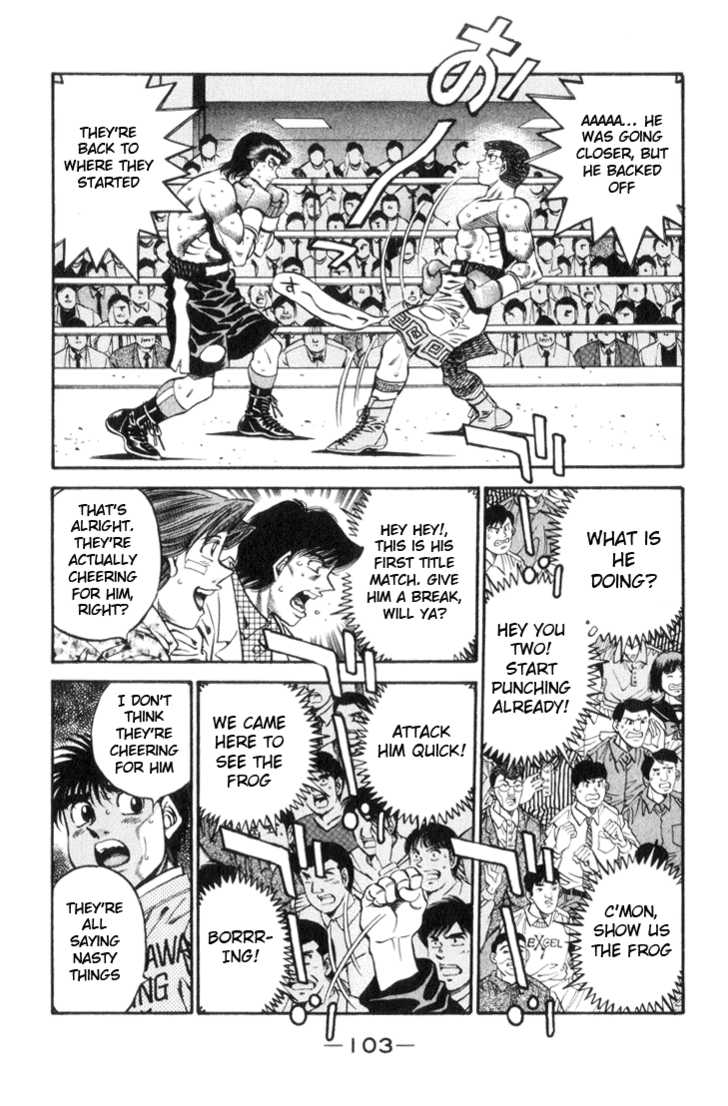 お
AAAAA... HE
WAS GOING
CLOSER, BUT
HE BACKED
OFF
THEY'RE
BACK TO
WHERE THEY
STARTED
WHAT IS
HE
DOING?
HEY YOU
TWO!
START
PUNCHING
ALREADY!
EXCEL
C'MON,
SHOW US
THE FROG
HEY HEY!,
THIS IS HIS
FIRST TITLE
MATCH. GIVE
HIM A BREAK,
WILL YA?
THAT'S
ALRIGHT.
THEY'RE
ACTUALLY
CHEERING
FOR HIM,
RIGHT?
ATTACK
HIM QUICK!
WE CAME
HERE TO
SEE THE
FROG
BORRR-
ING!
I DON'T
THINK
THEY'RE
CHEERING
FOR HIM
THEY'RE
ALL
SAYING
NASTY
THINGS
AWA
NG
—103—